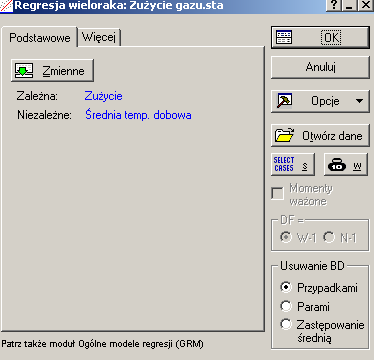 Regresja wieloraka: Zużycie gazu.sta
Podstawowe
Więcej
Zmienne
Zależna: Zużycie
Niezależne: Średnia temp. dobowa
OK
Anuluj
Opcje
Otwórz dane
SELECT CASES S
W
Momenty ważone
DF =
W-1 N-1
Usuwanie BD
Przypadkami
Parami
Zastępowanie średnią
Patrz także moduł Ogólne modele regresji (GRM)